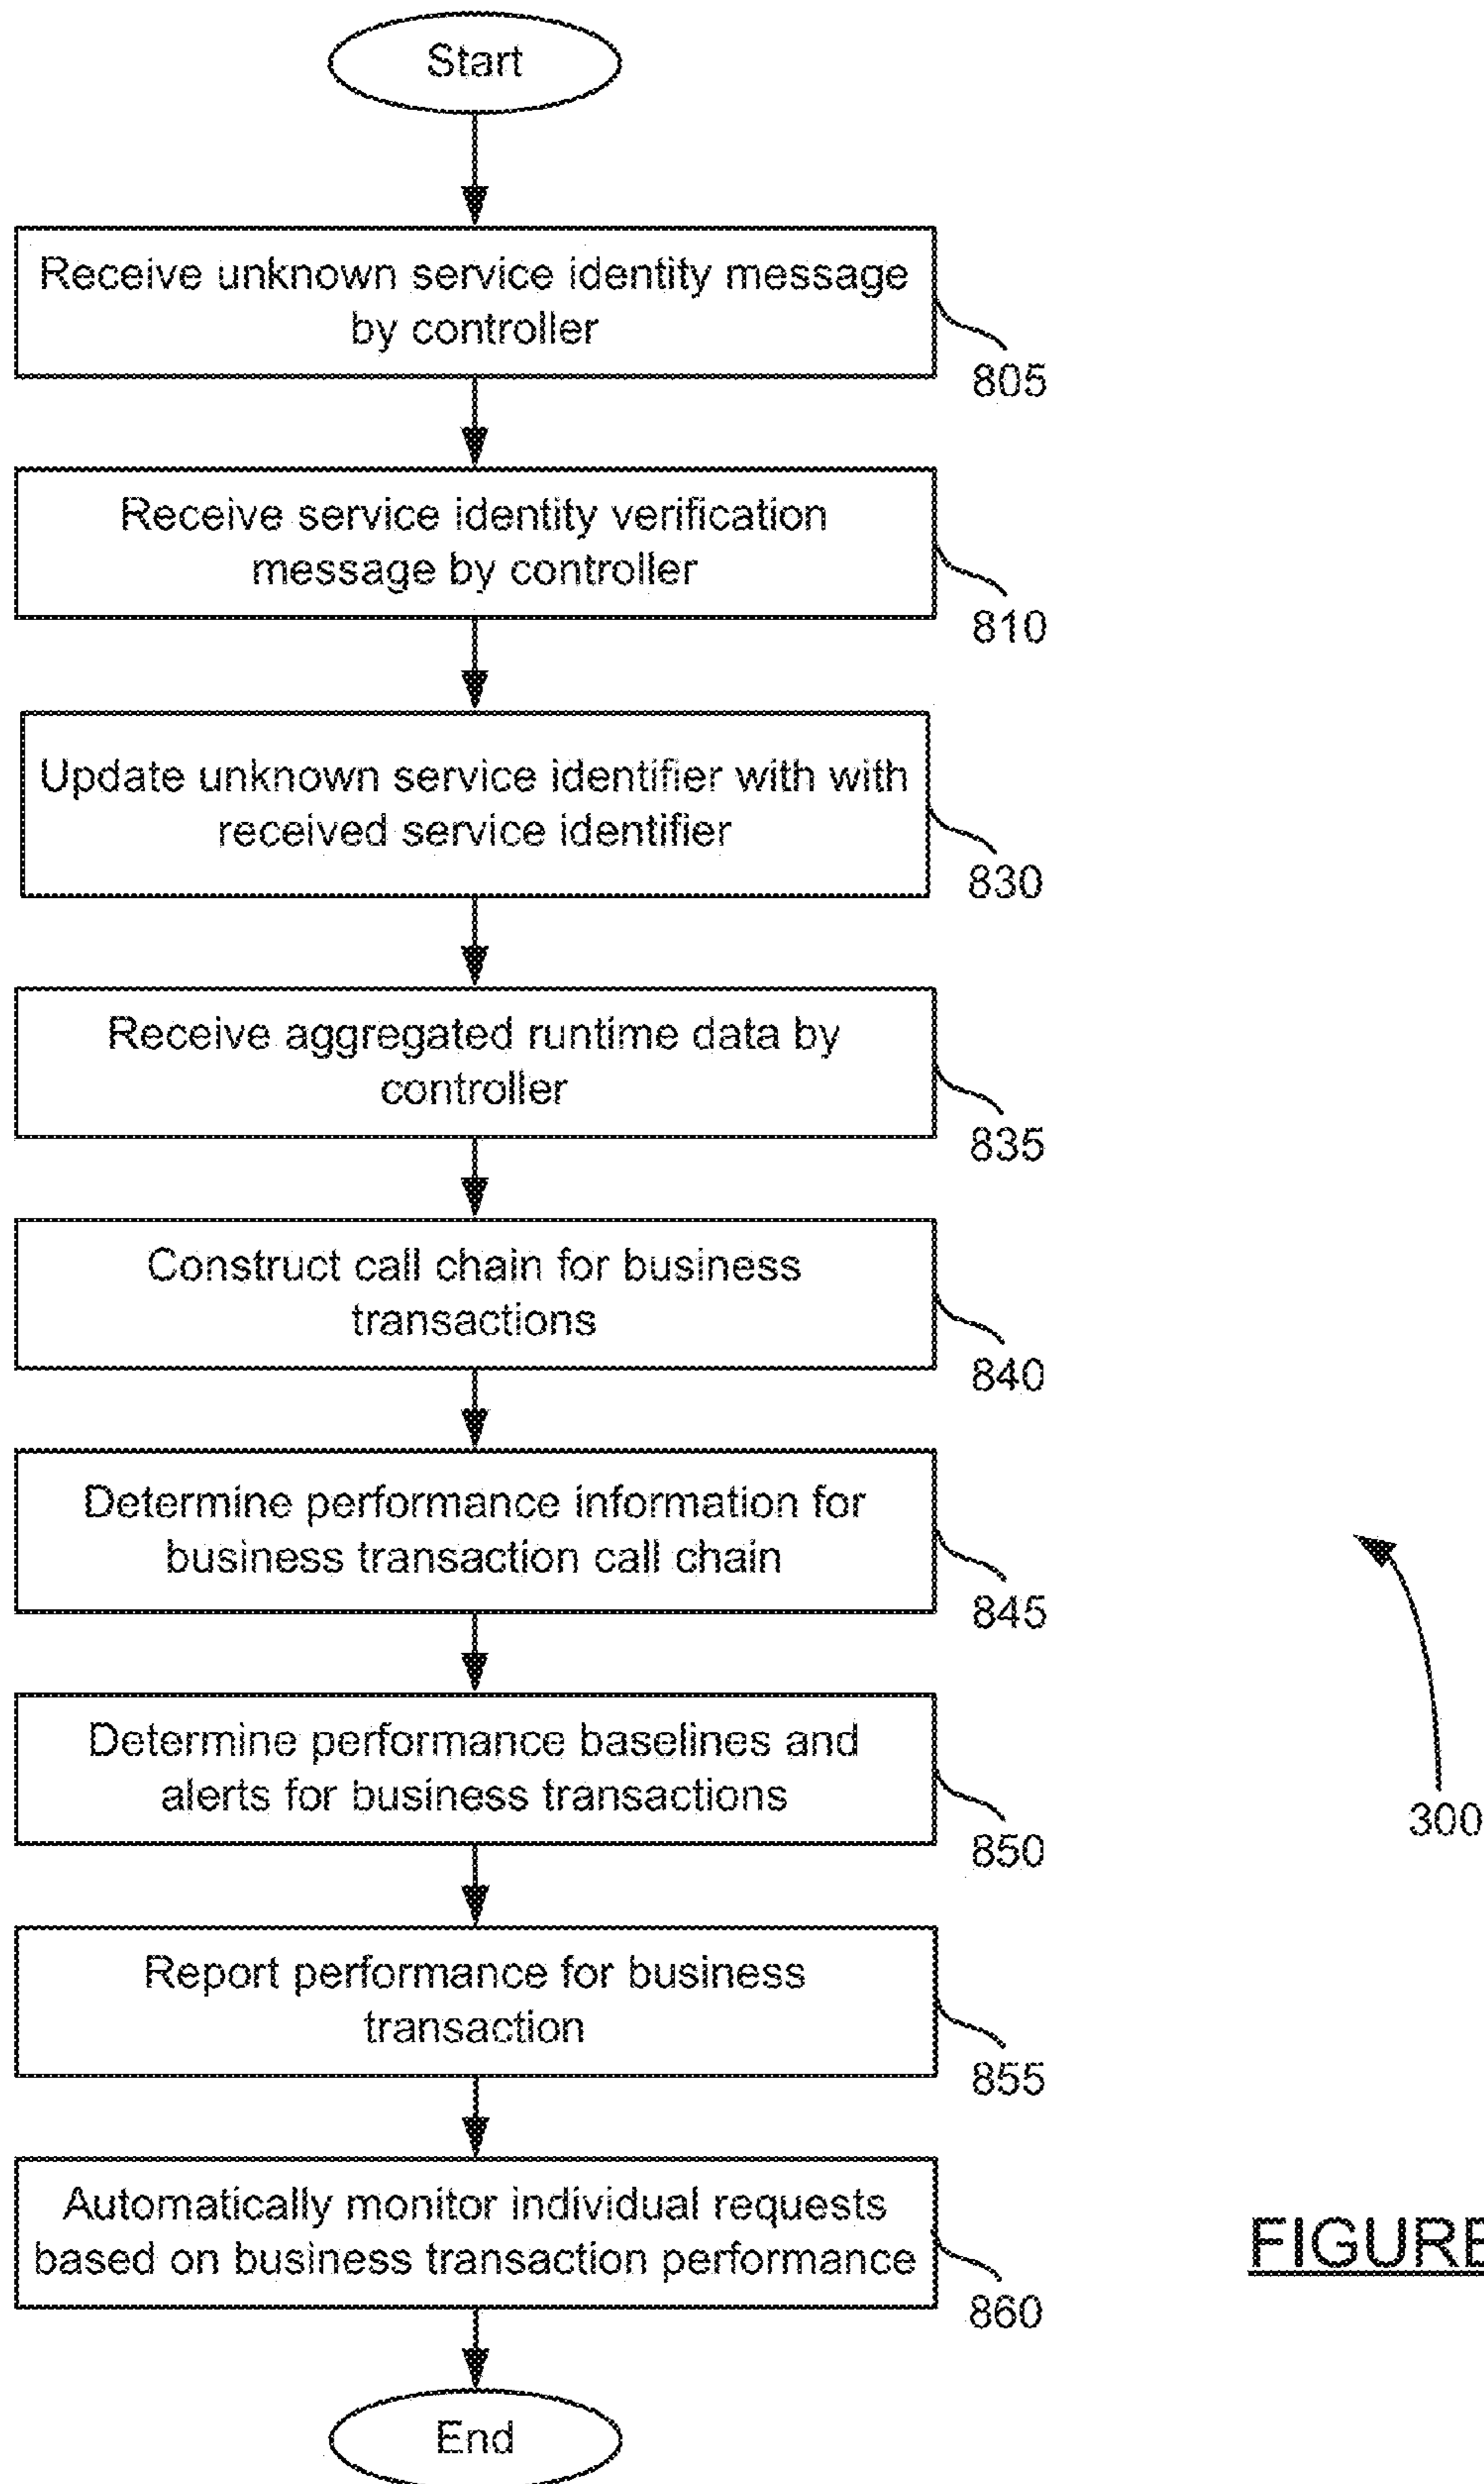 Start
Receive unknown service identity message
by controller
805
Receive service identity verification
message by controller
810
Update unknown service identifier with with
received service identifier
830
Receive aggregated runtime data by
controller
835
Construct call chain for business
transactions
840
Determine performance information for
business transaction call chain
845
300
Determine performance baselines and
alerts for business transactions
850
Report performance for business
transaction
855
Automatically monitor individual requests
based on business transaction performance
860
FIGURE
End